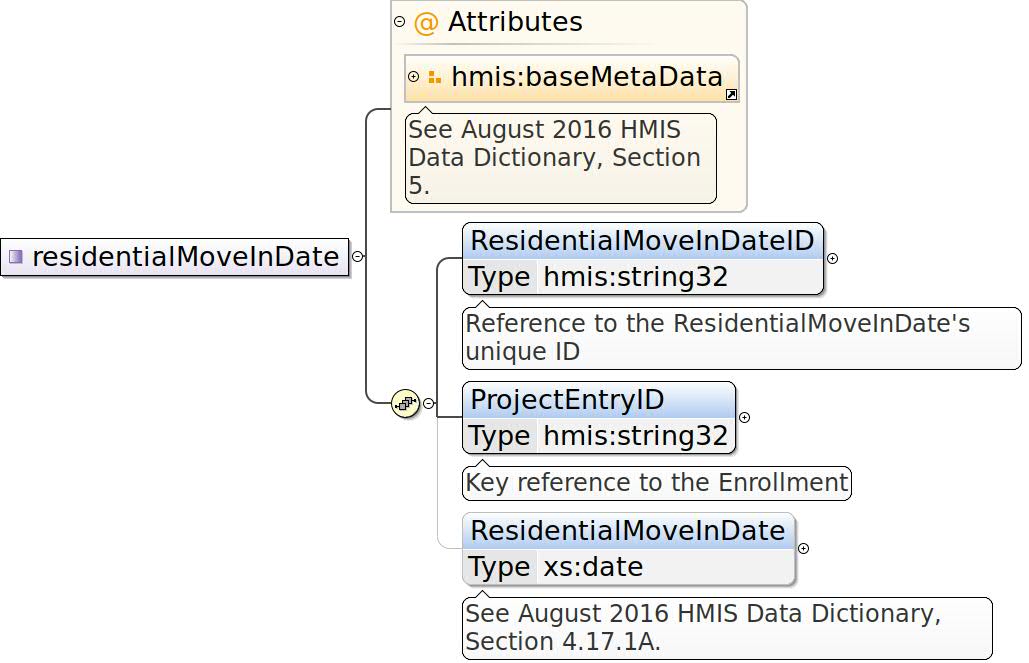 @ Attributes
hmis:baseMetaData
See August 2016 HMIS
Data Dictionary, Section
5.
residentialMoveInDate
ResidentialMoveInDateID
Type hmis:string32
Reference to the ResidentialMoveInDate's
unique ID
ProjectEntryID
Type hmis:string32
Key reference to the Enrollment
ResidentialMoveInDate
Type xs:date
See August 2016 HMIS Data Dictionary,
Section 4.17.1A.